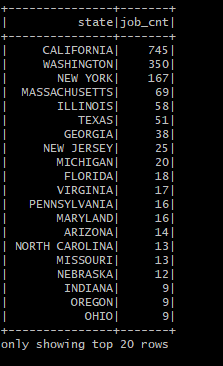 +---------------+-------+
|          state|job_cnt|
+---------------+-------+
|     CALIFORNIA|    745|
|     WASHINGTON|    350|
|       NEW YORK|    167|
|  MASSACHUSETTS|     69|
|       ILLINOIS|     58|
|          TEXAS|     51|
|        GEORGIA|     38|
|     NEW JERSEY|     25|
|       MICHIGAN|     20|
|        FLORIDA|     18|
|       VIRGINIA|     17|
|   PENNSYLVANIA|     16|
|       MARYLAND|     16|
|        ARIZONA|     14|
| NORTH CAROLINA|     13|
|       MISSOURI|     13|
|       NEBRASKA|     12|
|        INDIANA|      9|
|         OREGON|      9|
|           OHIO|      9|
+---------------+-------+
only showing top 20 rows